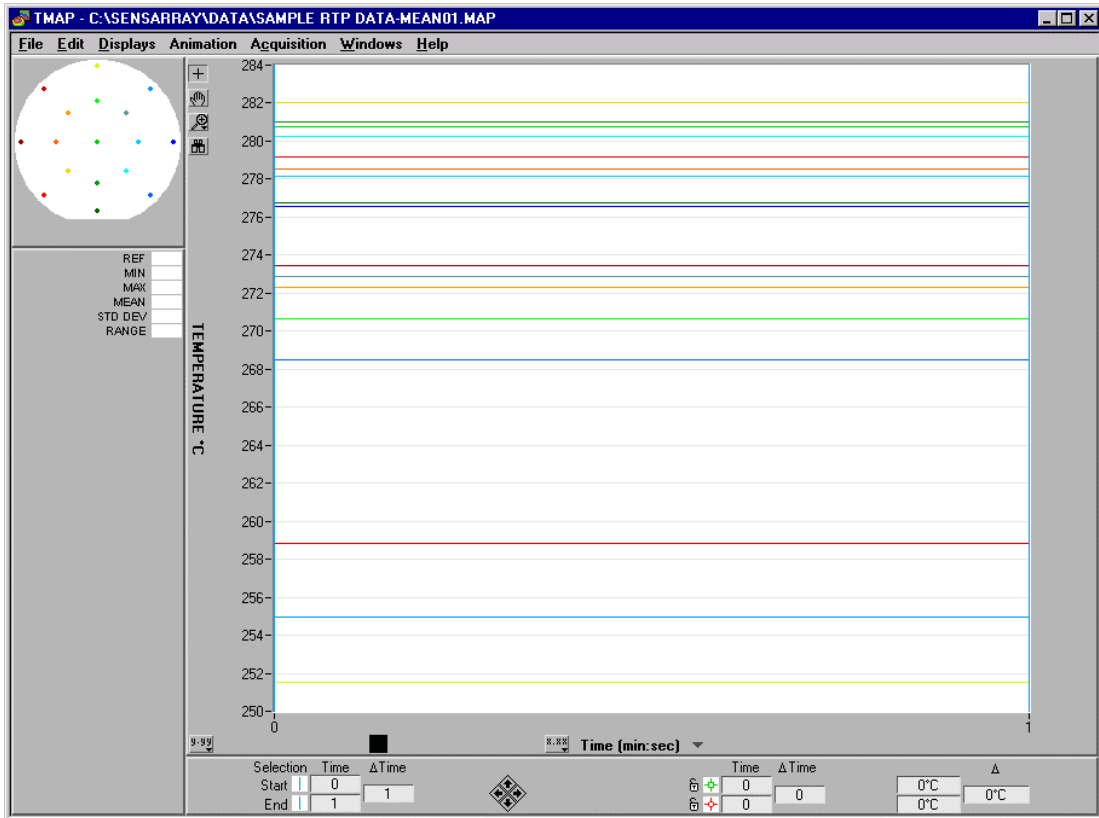 TMAP - C:\SENSARRAY\DATA\SAMPLE RTP DATA-MEAN01.MAP
File Edit Displays Animation Acquisition Windows Help
REF
MIN
MAX
MEAN
STD DEV
RANGE
TEMPERATURE °C
284
282
280
278
276
274
272
270
268
266
264
262
260
258
256
254
252
250
0 1
9.99 X.XX Time (min:sec)
Selection Time ΔTime Time ΔTime Δ
Start 0 1 0 0 0°C 0°C
End 1 0 0°C